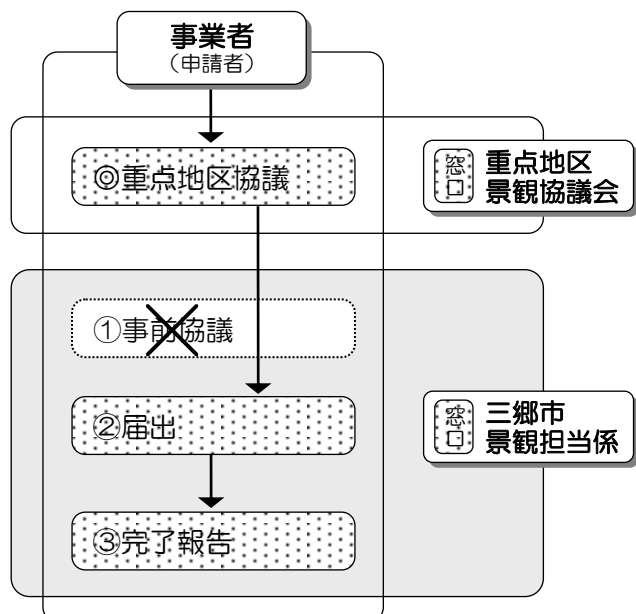 事業者
（申請者）
◎重点地区協議
窓口
重点地区
景観協議会
①事前協議
②届出
窓口
三郷市
景観担当係
③完了報告